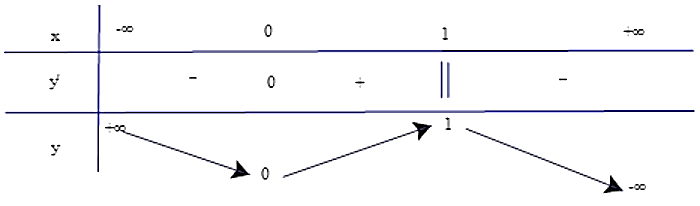 x -∞ 0 1 +∞
y' - 0 + || -
+∞ 1
y 0 -∞